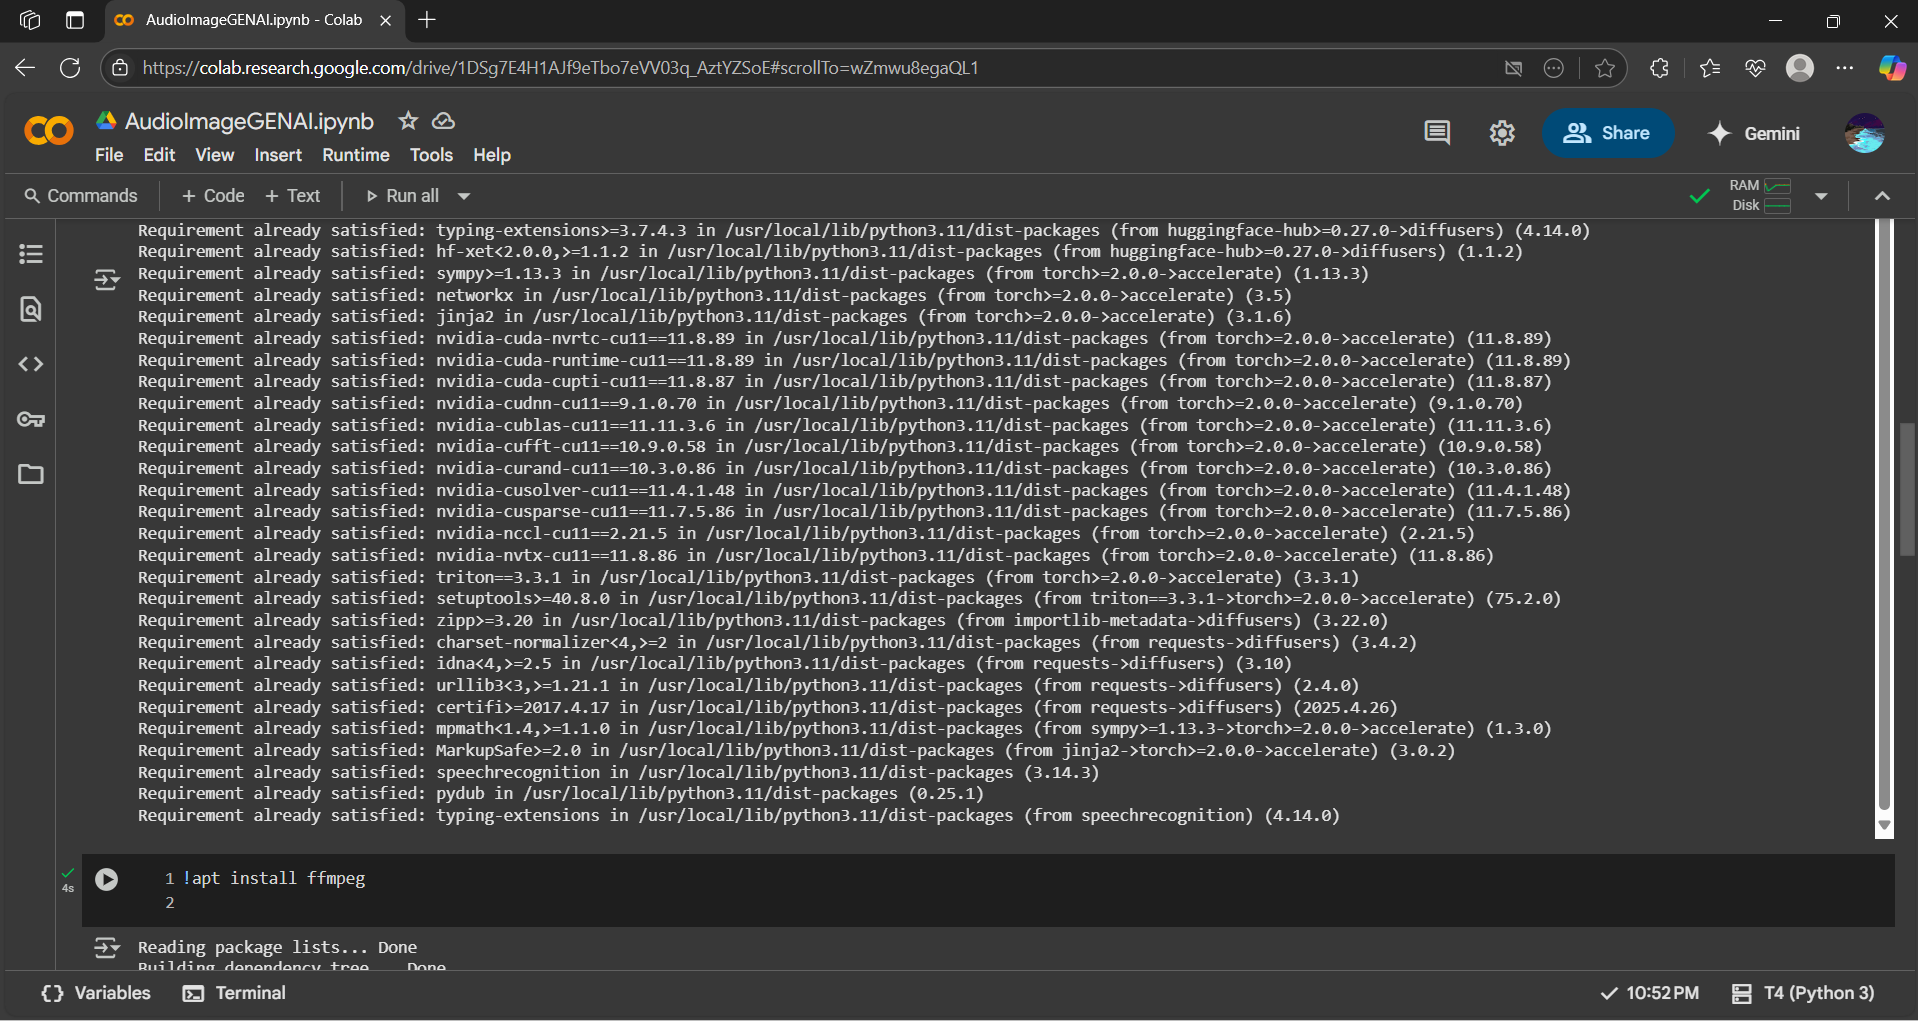 AudioImageGENAI.ipynb - Colab
https://colab.research.google.com/drive/1DSg7E4H1AJf9eTbo7eVV03q_AztYZSoE#scrollTo=wZmwu8egaQL1
AudioImageGENAI.ipynb
Share
Gemini
File Edit View Insert Runtime Tools Help
Commands + Code + Text Run all
RAM
Disk
Requirement already satisfied: typing-extensions>=3.7.4.3 in /usr/local/lib/python3.11/dist-packages (from huggingface-hub>=0.27.0->diffusers) (4.14.0)
Requirement already satisfied: hf-xet<2.0.0,>=1.1.2 in /usr/local/lib/python3.11/dist-packages (from huggingface-hub>=0.27.0->diffusers) (1.1.2)
Requirement already satisfied: sympy>=1.13.3 in /usr/local/lib/python3.11/dist-packages (from torch>=2.0.0->accelerate) (1.13.3)
Requirement already satisfied: networkx in /usr/local/lib/python3.11/dist-packages (from torch>=2.0.0->accelerate) (3.5)
Requirement already satisfied: jinja2 in /usr/local/lib/python3.11/dist-packages (from torch>=2.0.0->accelerate) (3.1.6)
Requirement already satisfied: nvidia-cuda-nvrtc-cu11==11.8.89 in /usr/local/lib/python3.11/dist-packages (from torch>=2.0.0->accelerate) (11.8.89)
Requirement already satisfied: nvidia-cuda-runtime-cu11==11.8.89 in /usr/local/lib/python3.11/dist-packages (from torch>=2.0.0->accelerate) (11.8.89)
Requirement already satisfied: nvidia-cuda-cupti-cu11==11.8.87 in /usr/local/lib/python3.11/dist-packages (from torch>=2.0.0->accelerate) (11.8.87)
Requirement already satisfied: nvidia-cudnn-cu11==9.1.0.70 in /usr/local/lib/python3.11/dist-packages (from torch>=2.0.0->accelerate) (9.1.0.70)
Requirement already satisfied: nvidia-cublas-cu11==11.11.3.6 in /usr/local/lib/python3.11/dist-packages (from torch>=2.0.0->accelerate) (11.11.3.6)
Requirement already satisfied: nvidia-cufft-cu11==10.9.0.58 in /usr/local/lib/python3.11/dist-packages (from torch>=2.0.0->accelerate) (10.9.0.58)
Requirement already satisfied: nvidia-curand-cu11==10.3.0.86 in /usr/local/lib/python3.11/dist-packages (from torch>=2.0.0->accelerate) (10.3.0.86)
Requirement already satisfied: nvidia-cusolver-cu11==11.4.1.48 in /usr/local/lib/python3.11/dist-packages (from torch>=2.0.0->accelerate) (11.4.1.48)
Requirement already satisfied: nvidia-cusparse-cu11==11.7.5.86 in /usr/local/lib/python3.11/dist-packages (from torch>=2.0.0->accelerate) (11.7.5.86)
Requirement already satisfied: nvidia-nccl-cu11==2.21.5 in /usr/local/lib/python3.11/dist-packages (from torch>=2.0.0->accelerate) (2.21.5)
Requirement already satisfied: nvidia-nvtx-cu11==11.8.86 in /usr/local/lib/python3.11/dist-packages (from torch>=2.0.0->accelerate) (11.8.86)
Requirement already satisfied: triton==3.3.1 in /usr/local/lib/python3.11/dist-packages (from torch>=2.0.0->accelerate) (3.3.1)
Requirement already satisfied: setuptools>=40.8.0 in /usr/local/lib/python3.11/dist-packages (from triton==3.3.1->torch>=2.0.0->accelerate) (75.2.0)
Requirement already satisfied: zipp>=3.20 in /usr/local/lib/python3.11/dist-packages (from importlib-metadata->diffusers) (3.22.0)
Requirement already satisfied: charset-normalizer<4,>=2 in /usr/local/lib/python3.11/dist-packages (from requests->diffusers) (3.4.2)
Requirement already satisfied: idna<4,>=2.5 in /usr/local/lib/python3.11/dist-packages (from requests->diffusers) (3.10)
Requirement already satisfied: urllib3<3,>=1.21.1 in /usr/local/lib/python3.11/dist-packages (from requests->diffusers) (2.4.0)
Requirement already satisfied: certifi>=2017.4.17 in /usr/local/lib/python3.11/dist-packages (from requests->diffusers) (2025.4.26)
Requirement already satisfied: mpmath<1.4,>=1.1.0 in /usr/local/lib/python3.11/dist-packages (from sympy>=1.13.3->torch>=2.0.0->accelerate) (1.3.0)
Requirement already satisfied: MarkupSafe>=2.0 in /usr/local/lib/python3.11/dist-packages (from jinja2->torch>=2.0.0->accelerate) (3.0.2)
Requirement already satisfied: speechrecognition in /usr/local/lib/python3.11/dist-packages (3.14.3)
Requirement already satisfied: pydub in /usr/local/lib/python3.11/dist-packages (0.25.1)
Requirement already satisfied: typing-extensions in /usr/local/lib/python3.11/dist-packages (from speechrecognition) (4.14.0)
4s
1 !apt install ffmpeg
2
Reading package lists... Done
Building dependency tree... Done
Variables Terminal
10:52 PM T4 (Python 3)